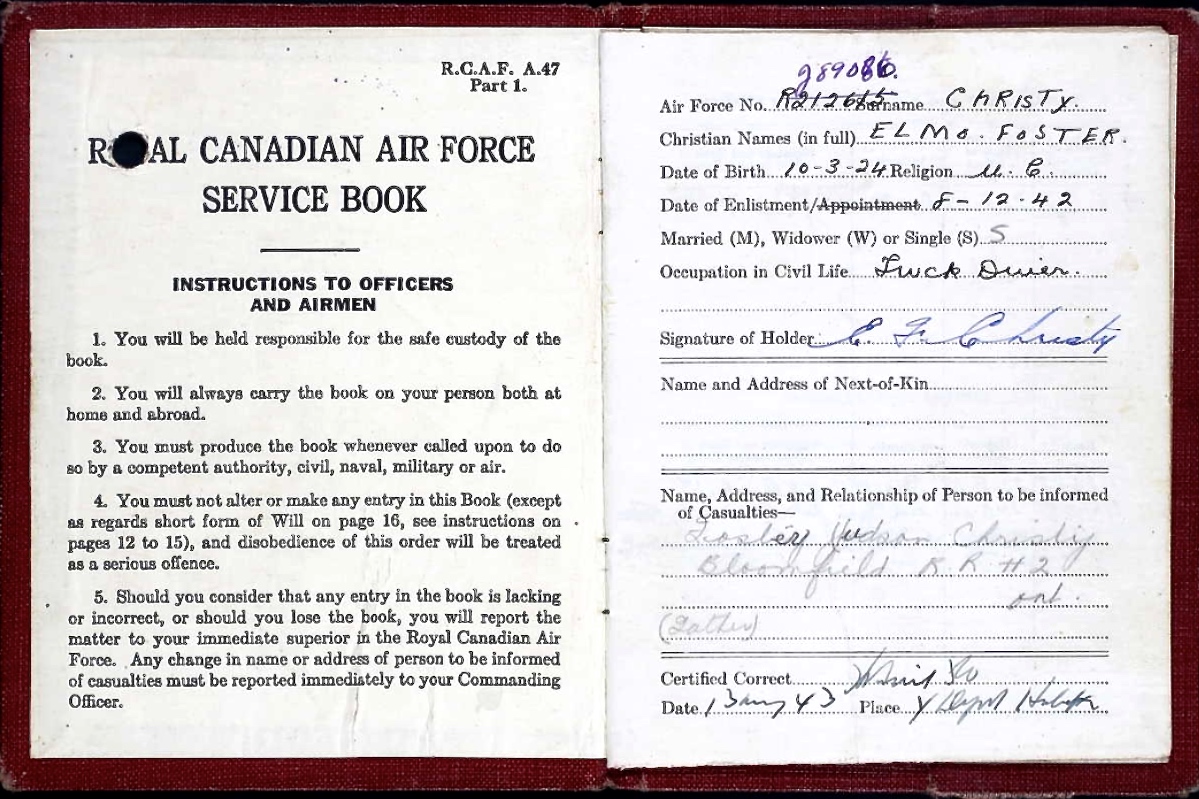 R.C.A.F. A.47
Part 1.
ROYAL CANADIAN AIR FORCE
SERVICE BOOK
INSTRUCTIONS TO OFFICERS
AND AIRMEN
1. You will be held responsible for the safe custody of the
book.
2. You will always carry the book on your person both at
home and abroad.
3. You must produce the book whenever called upon to do
so by a competent authority, civil, naval, military or air.
4. You must not alter or make any entry in this Book (except
as regards short form of Will on page 16, see instructions on
pages 12 to 15), and disobedience of this order will be treated
as a serious offence.
5. Should you consider that any entry in the book is lacking
or incorrect, or should you lose the book, you will report the
matter to your immediate superior in the Royal Canadian Air
Force. Any change in name or address of person to be informed
of casualties must be reported immediately to your Commanding
Officer.
Air Force No. R212615 Surname CHRISTY.
Christian Names (in full) ELMO. FOSTER.
Date of Birth 10-3-24 Religion U.C.
Date of Enlistment/Appointment 8-12-42
Married (M), Widower (W) or Single (S) S
Occupation in Civil Life Truck Driver.
Signature of Holder E. F. Christy
Name and Address of Next-of-Kin
Name, Address, and Relationship of Person to be informed
of Casualties—
Hudson Christy
Bloomfield R R #2
ont.
(Father)
Certified Correct
Date 43 Place Y Depot Halifax